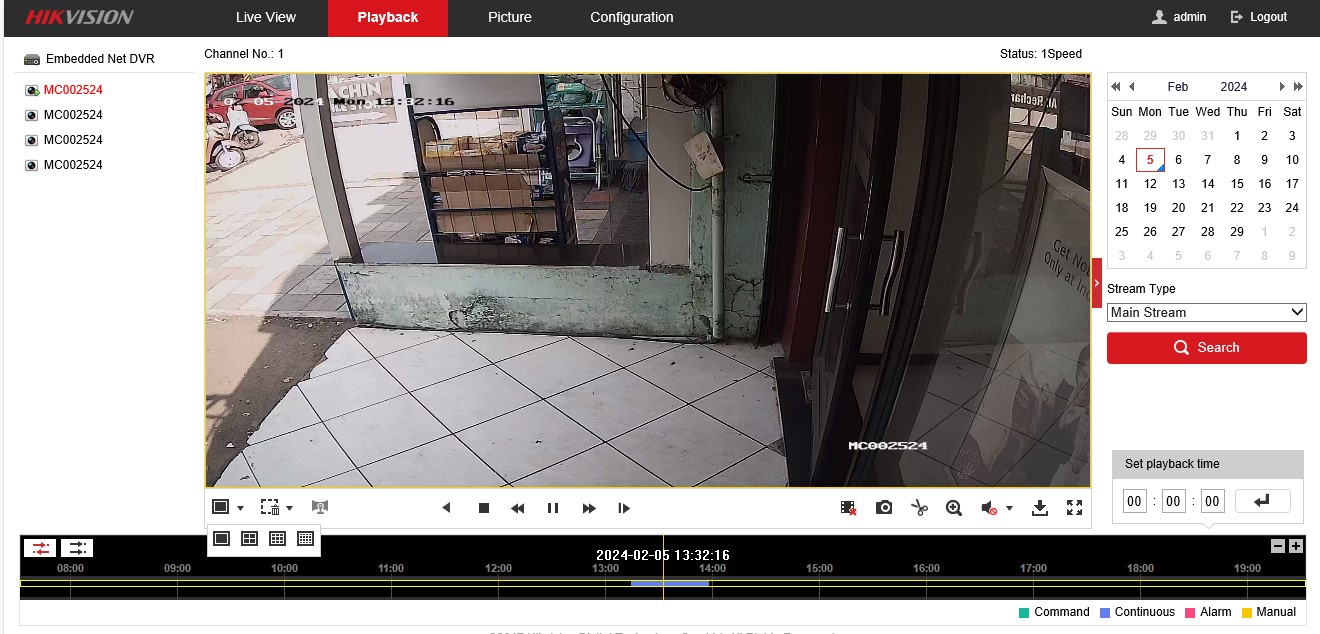 HIKVISION
Live View
Playback
Picture
Configuration
admin
Logout
Embedded Net DVR
MC002524
MC002524
MC002524
MC002524
Channel No.: 1
Status: 1Speed
02-05-2024 Mon 13:32:16
CHIN
Get No
Only at In
MC002524
Feb 2024
Sun Mon Tue Wed Thu Fri Sat
28 29 30 31 1 2 3
4 5 6 7 8 9 10
11 12 13 14 15 16 17
18 19 20 21 22 23 24
25 26 27 28 29 1 2
3 4 5 6 7 8 9
Stream Type
Main Stream
Search
Set playback time
00 : 00 : 00
2024-02-05 13:32:16
08:00 09:00 10:00 11:00 12:00 13:00 14:00 15:00 16:00 17:00 18:00 19:00
Command Continuous Alarm Manual